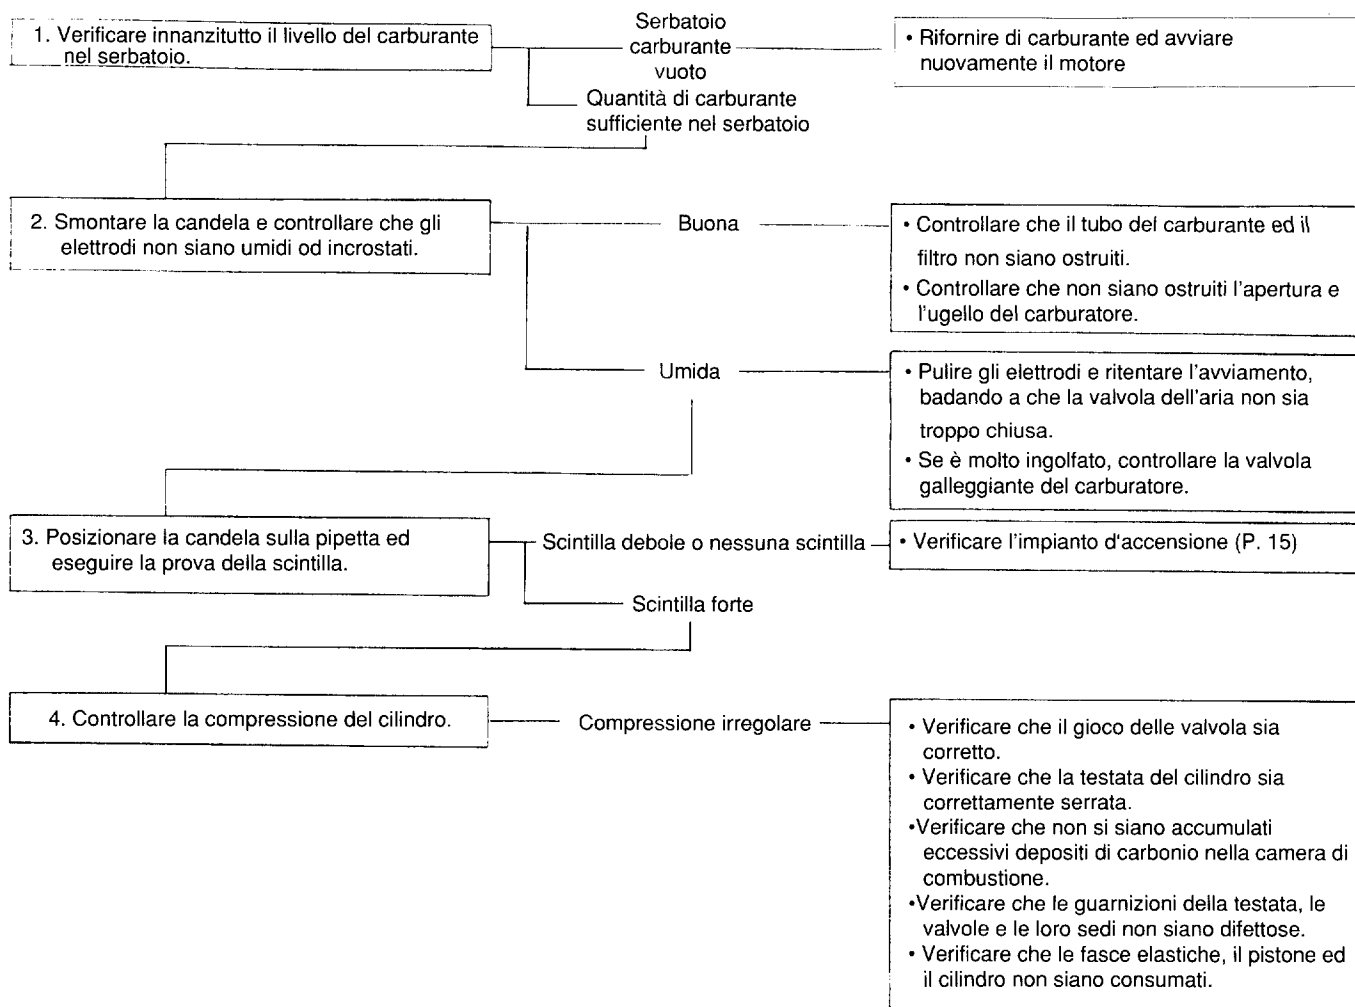 1. Verificare innanzitutto il livello del carburante
nel serbatoio.
Serbatoio
carburante
vuoto
• Rifornire di carburante ed avviare
nuovamente il motore
Quantità di carburante
sufficiente nel serbatoio
2. Smontare la candela e controllare che gli
elettrodi non siano umidi od incrostati.
Buona
• Controllare che il tubo del carburante ed il
filtro non siano ostruiti.
• Controllare che non siano ostruiti l'apertura e
l'ugello del carburatore.
Umida
• Pulire gli elettrodi e ritentare l'avviamento,
badando a che la valvola dell'aria non sia
troppo chiusa.
• Se è molto ingolfato, controllare la valvola
galleggiante del carburatore.
3. Posizionare la candela sulla pipetta ed
eseguire la prova della scintilla.
Scintilla debole o nessuna scintilla
• Verificare l'impianto d'accensione (P. 15)
Scintilla forte
4. Controllare la compressione del cilindro.
Compressione irregolare
• Verificare che il gioco delle valvola sia
corretto.
• Verificare che la testata del cilindro sia
correttamente serrata.
•Verificare che non si siano accumulati
eccessivi depositi di carbonio nella camera di
combustione.
•Verificare che le guarnizioni della testata, le
valvole e le loro sedi non siano difettose.
• Verificare che le fasce elastiche, il pistone ed
il cilindro non siano consumati.